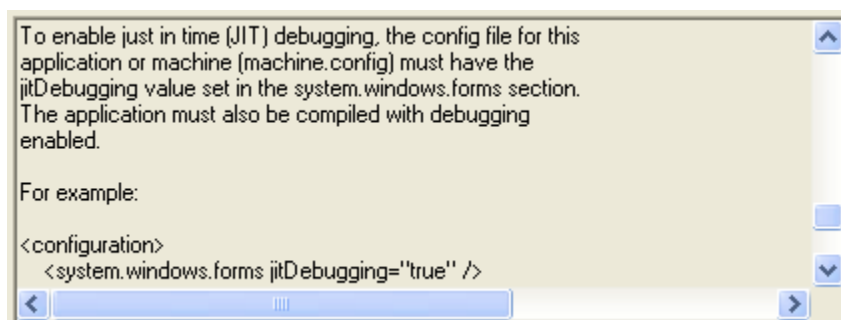 To enable just in time (JIT) debugging, the config file for this
application or machine (machine.config) must have the
jitDebugging value set in the system.windows.forms section.
The application must also be compiled with debugging
enabled.
For example:
<configuration>
<system.windows.forms jitDebugging="true" />